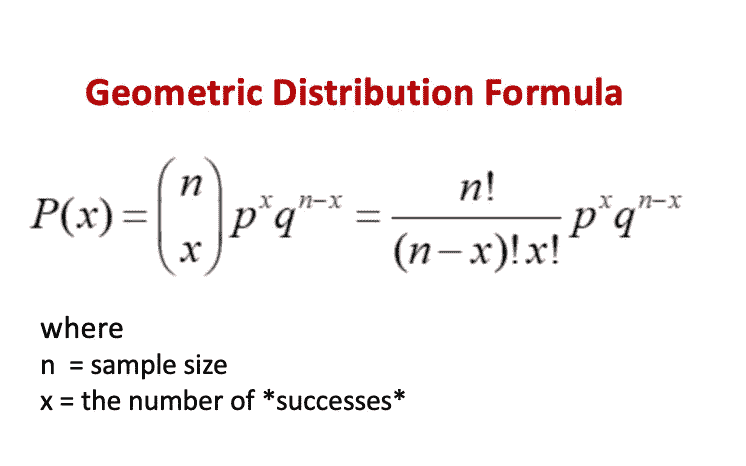 Geometric Distribution Formula
P(x) = \binom{n}{x} p^x q^{n-x} = \frac{n!}{(n-x)!x!} p^x q^{n-x}
where
n = sample size
x = the number of *successes*